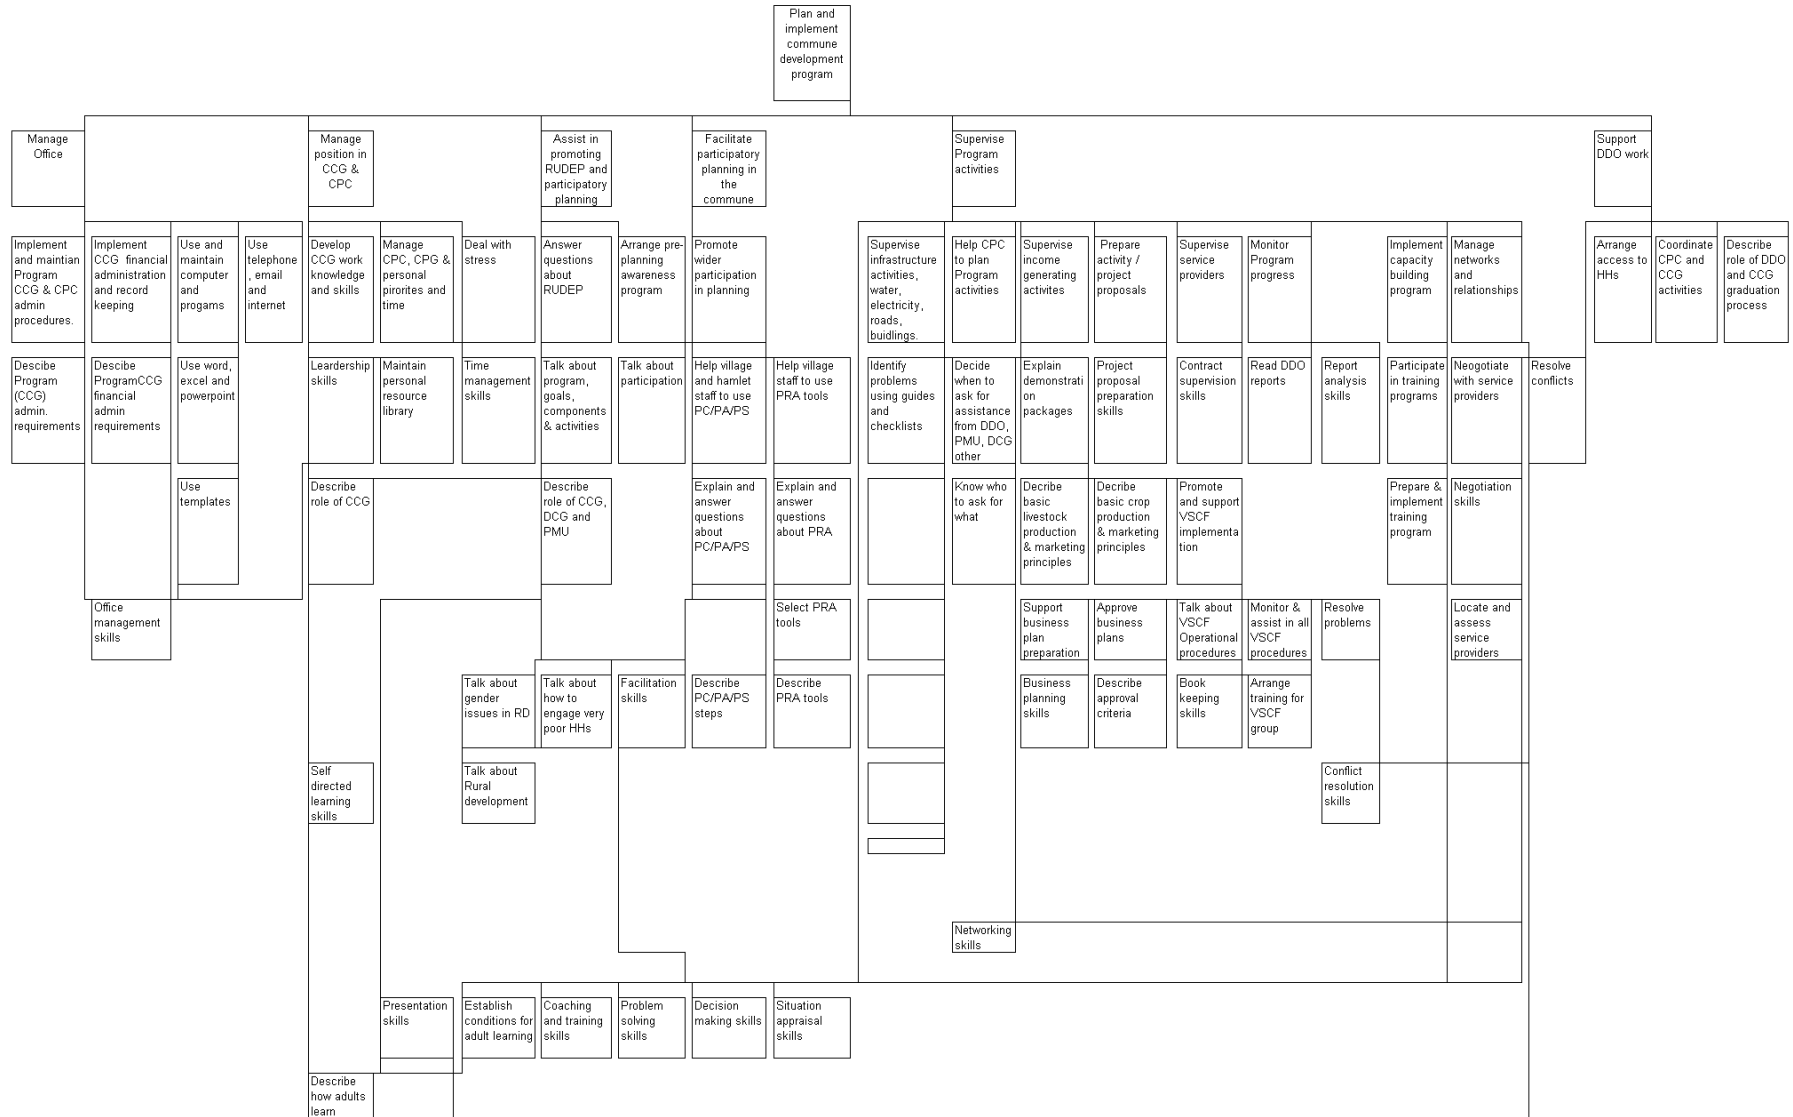 Plan and
implement
commune
development
program
Manage
Office
Manage
position in
CCG &
CPC
Assist in
promoting
RUDEP and
participatory
planning
Facilitate
participatory
planning in
the
commune
Supervise
Program
activities
Support
DDO work
Implement
and maintian
Program
CCG & CPC
admin
procedures.
Implement
CCG  financial
administration
and record
keeping
Use and
maintain
computer
and
progams
Use
telephone
, email
and
internet
Develop
CCG work
knowledge
and skills
Manage
CPC, CPG &
personal
pirorites and
time
Deal with
stress
Answer
questions
about
RUDEP
Arrange pre-
planning
awareness
program
Promote
wider
participation
in planning
Supervise
infrastructure
activities,
water,
electricity,
roads,
buidlings.
Help CPC
to plan
Program
activities
Supervise
income
generating
activites
Prepare
activity /
project
proposals
Supervise
service
providers
Monitor
Program
progress
Implement
capacity
building
program
Manage
networks
and
relationships
Arrange
access to
HHs
Coordinate
CPC and
CCG
activities
Describe
role of DDO
and CCG
graduation
process
Descibe
Program
(CCG)
admin.
requirements
Descibe
ProgramCCG
financial
admin
requirements
Use word,
excel and
powerpoint
Leardership
skills
Maintain
personal
resource
library
Time
management
skills
Talk about
program,
goals,
components
& activities
Talk about
participation
Help village
and hamlet
staff to use
PC/PA/PS
Help village
staff to use
PRA tools
Identify
problems
using guides
and
checklists
Decide
when to
ask for
assistance
from DDO,
PMU, DCG
other
Explain
demonstrati
on
packages
Project
proposal
preparation
skills
Contract
supervision
skills
Read DDO
reports
Report
analysis
skills
Participate
in training
programs
Neogotiate
with service
providers
Resolve
conflicts
Use
templates
Describe
role of CCG
Describe
role of CCG,
DCG and
PMU
Explain and
answer
questions
about
PC/PA/PS
Explain and
answer
questions
about PRA
Know who
to ask for
what
Decribe
basic
livestock
production
& marketing
principles
Decribe
basic crop
production
& marketing
principles
Promote
and support
VSCF
implementa
tion
Prepare &
implement
training
program
Negotiation
skills
Office
management
skills
Select PRA
tools
Support
business
plan
preparation
Approve
business
plans
Talk about
VSCF
Operational
procedures
Monitor &
assist in all
VSCF
procedures
Resolve
problems
Locate and
assess
service
providers
Talk about
gender
issues in RD
Talk about
how to
engage very
poor HHs
Facilitation
skills
Describe
PC/PA/PS
steps
Describe
PRA tools
Business
planning
skills
Describe
approval
criteria
Book
keeping
skills
Arrange
training for
VSCF
group
Self
directed
learning
skills
Talk about
Rural
development
Conflict
resolution
skills
Networking
skills
Presentation
skills
Establish
conditions for
adult learning
Coaching
and training
skills
Problem
solving
skills
Decision
making skills
Situation
appraisal
skills
Describe
how adults
learn